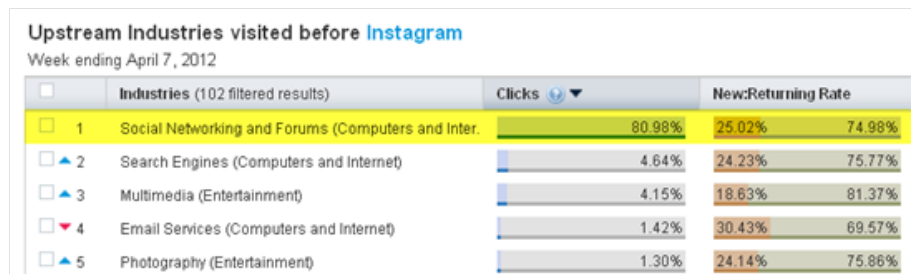 Upstream Industries visited before Instagram
Week ending April 7, 2012
Industries (102 filtered results) Clicks New:Returning Rate
1 Social Networking and Forums (Computers and Inter. 80.98% 25.02% 74.98%
2 Search Engines (Computers and Internet) 4.64% 24.23% 75.77%
3 Multimedia (Entertainment) 4.15% 18.63% 81.37%
4 Email Services (Computers and Internet) 1.42% 30.43% 69.57%
5 Photography (Entertainment) 1.30% 24.14% 75.86%